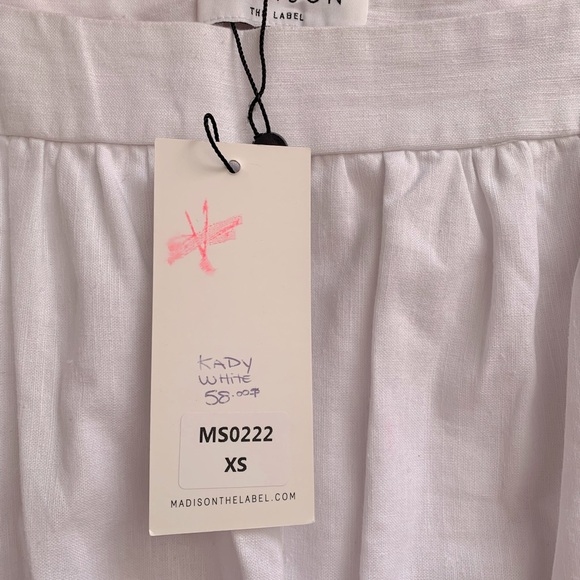 THE LABEL
KADY
WHITE
58.00$
MS0222
XS
MADISONTHELABEL.COM